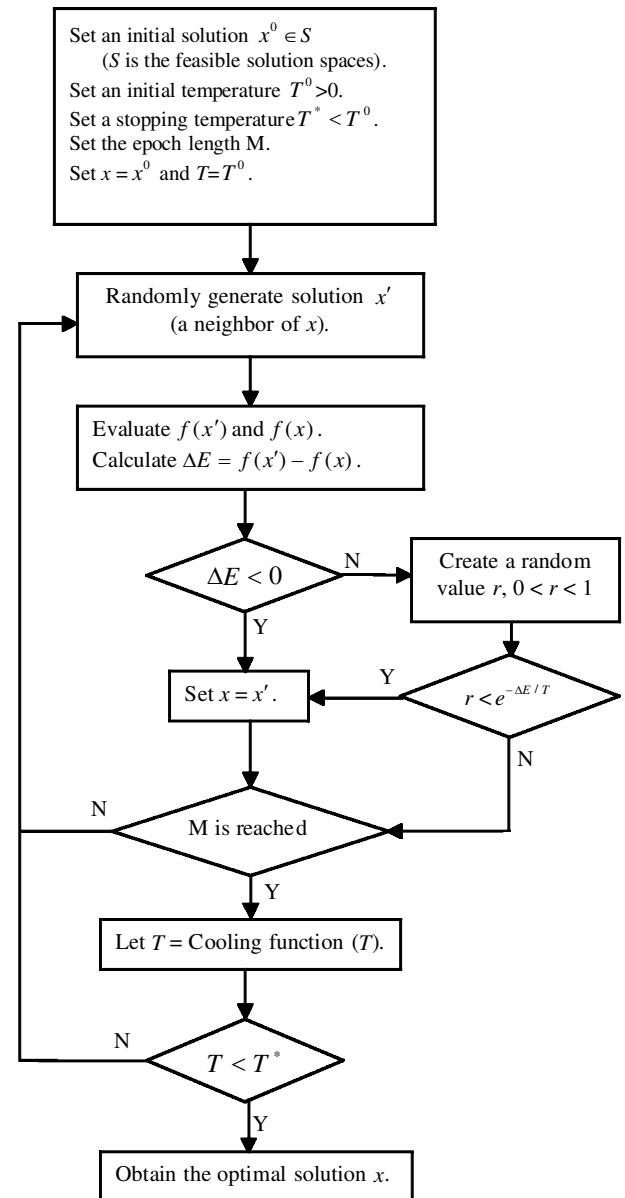 Set an initial solution x⁰ ∈ S
(S is the feasible solution spaces).
Set an initial temperature T⁰>0.
Set a stopping temperature T* < T⁰.
Set the epoch length M.
Set x = x⁰ and T=T⁰.
Randomly generate solution x′
(a neighbor of x).
Evaluate f(x′) and f(x).
Calculate ΔE = f(x′) – f(x).
ΔE < 0
N
Create a random
value r, 0 < r < 1
Y
Set x = x′.
Y
r < e^{-ΔE / T}
N
N
M is reached
Y
Let T = Cooling function (T).
N
T < T*
Y
Obtain the optimal solution x.